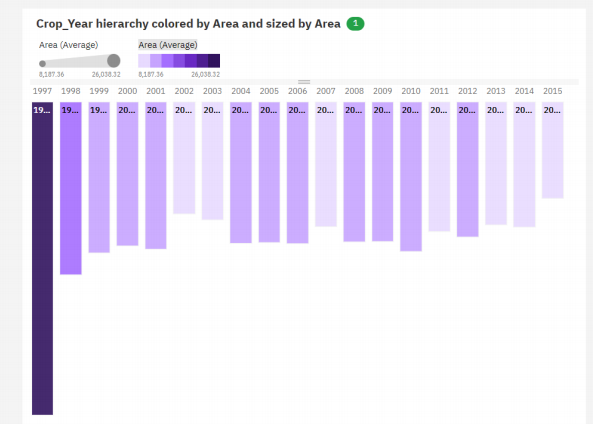 Crop_Year hierarchy colored by Area and sized by Area 1
Area (Average) Area (Average)
8,187.36 26,038.32 8,187.36 26,038.32
1997 1998 1999 2000 2001 2002 2003 2004 2005 2006 2007 2008 2009 2010 2011 2012 2013 2014 2015
19... 19... 19... 20... 20... 20... 20... 20... 20... 20... 20... 20... 20... 20... 20... 20... 20... 20... 20...